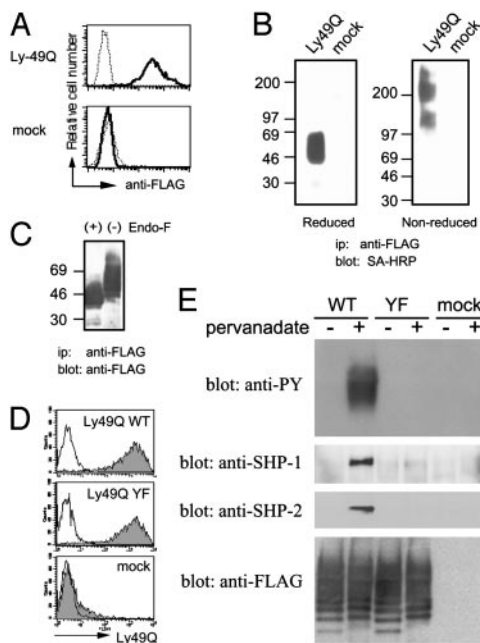 A
Ly-49Q
mock
Relative cell number
anti-FLAG
B
Ly49Q
mock
200
97
69
46
30
Reduced
Ly49Q
mock
200
97
69
46
30
Non-reduced
ip: anti-FLAG
blot: SA-HRP
C
(+) (-) Endo-F
69
46
30
ip: anti-FLAG
blot: anti-FLAG
D
Ly49Q WT
Ly49Q YF
mock
Counts
Counts
Counts
Ly49Q
E
WT YF mock
pervanadate - + - + - +
blot: anti-PY
blot: anti-SHP-1
blot: anti-SHP-2
blot: anti-FLAG